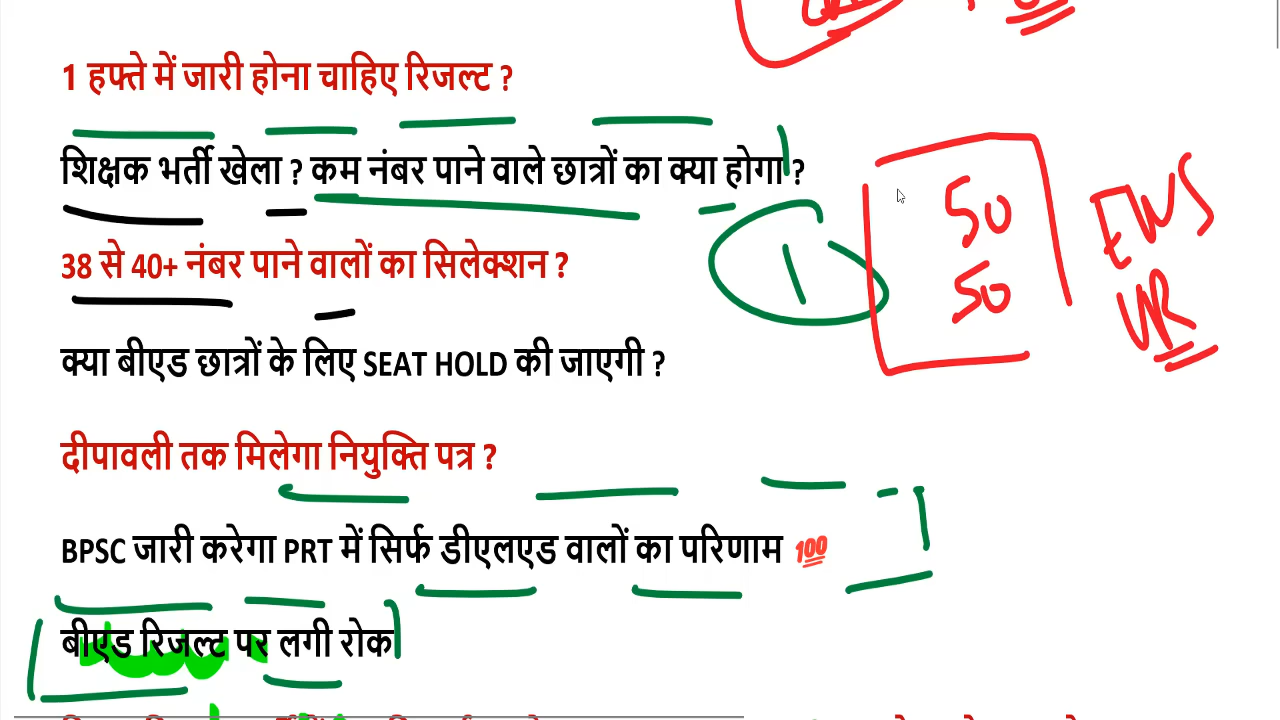 1 हफ्ते में जारी होना चाहिए रिजल्ट ?
शिक्षक भर्ती खेला ? कम नंबर पाने वाले छात्रों का क्या होगा ?
38 से 40+ नंबर पाने वालों का सिलेक्शन ?
क्या बीएड छात्रों के लिए SEAT HOLD की जाएगी ?
दीपावली तक मिलेगा नियुक्ति पत्र ?
BPSC जारी करेगा PRT में सिर्फ डीएलएड वालों का परिणाम 💯
बीएड रिजल्ट पर लगी रोक
1
50
50
EWS
UR